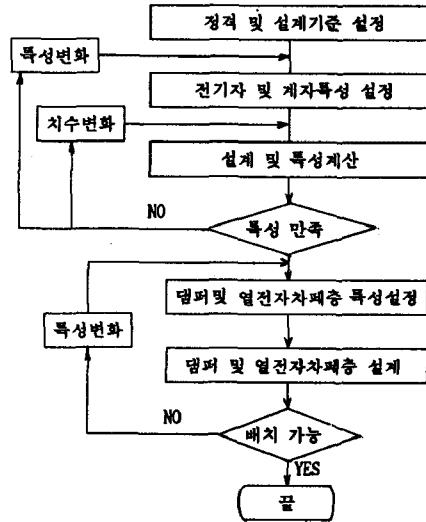 정격 및 설계기준 설정
특성변화
전기자 및 계자특성 설정
치수변화
설계 및 특성계산
NO
특성 만족
댐퍼및 열전자차폐층 특성설정
특성변화
댐퍼 및 열전자차폐층 설계
NO
배치 가능
YES
끝